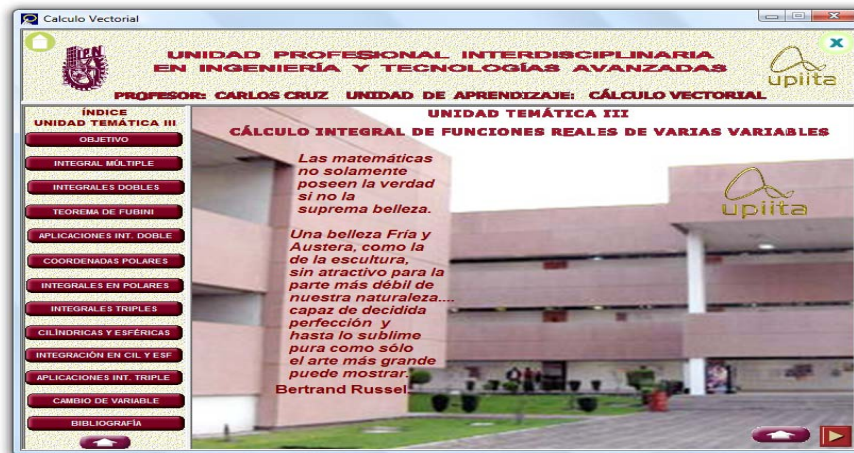 Calculo Vectorial
IPN
UNIDAD PROFESIONAL INTERDISCIPLINARIA
EN INGENIERÍA Y TECNOLOGÍAS AVANZADAS
upiita
PROFESOR: CARLOS CRUZ UNIDAD DE APRENDIZAJE: CÁLCULO VECTORIAL
ÍNDICE
UNIDAD TEMÁTICA III
OBJETIVO
INTEGRAL MÚLTIPLE
INTEGRALES DOBLES
TEOREMA DE FUBINI
APLICACIONES INT. DOBLE
COORDENADAS POLARES
INTEGRALES EN POLARES
INTEGRALES TRIPLES
CILÍNDRICAS Y ESFÉRICAS
INTEGRACIÓN EN CIL Y ESF
APLICACIONES INT. TRIPLE
CAMBIO DE VARIABLE
BIBLIOGRAFÍA
UNIDAD TEMÁTICA III
CÁLCULO INTEGRAL DE FUNCIONES REALES DE VARIAS VARIABLES
Las matemáticas
no solamente
poseen la verdad
si no la
suprema belleza.
Una belleza Fría y
Austera, como la
de la escultura,
sin atractivo para la
parte más débil de
nuestra naturaleza....
capaz de decidida
perfección y
hasta lo sublime
pura como sólo
el arte más grande
puede mostrar.
Bertrand Russel.
upiita